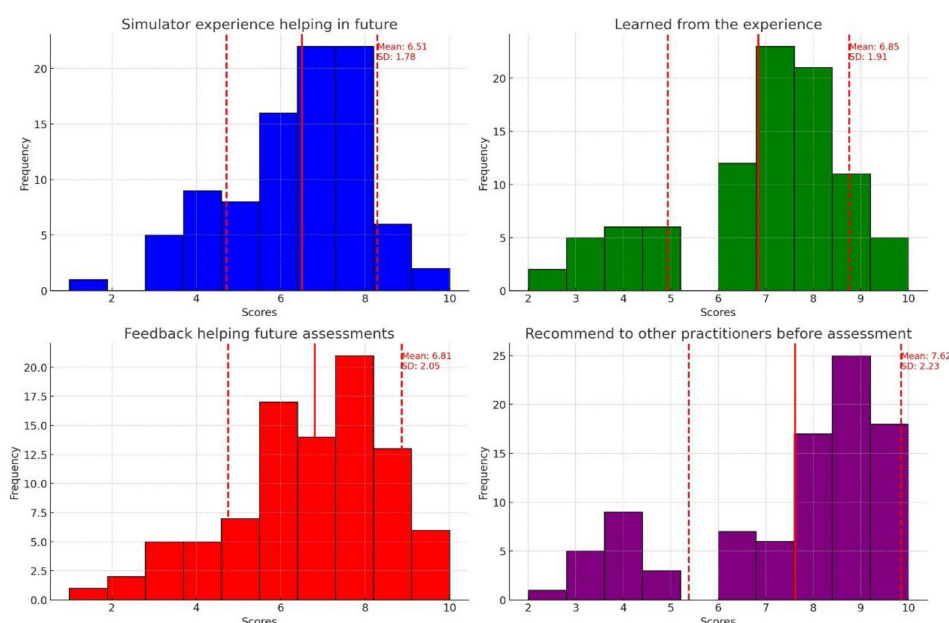 Simulator experience helping in future
Mean: 6.51
SD: 1.78
20
15
10
5
0
Frequency
2
4
6
8
10
Scores
Learned from the experience
Mean: 6.85
SD: 1.91
20
15
10
5
0
Frequency
2
3
4
5
6
7
8
9
10
Scores
Feedback helping future assessments
Mean: 6.81
SD: 2.05
20.0
17.5
15.0
12.5
10.0
7.5
5.0
2.5
0.0
Frequency
2
4
6
8
10
Scores
Recommend to other practitioners before assessment
Mean: 7.62
SD: 2.23
25
20
15
10
5
0
Frequency
2
3
4
5
6
7
8
9
10
Scores